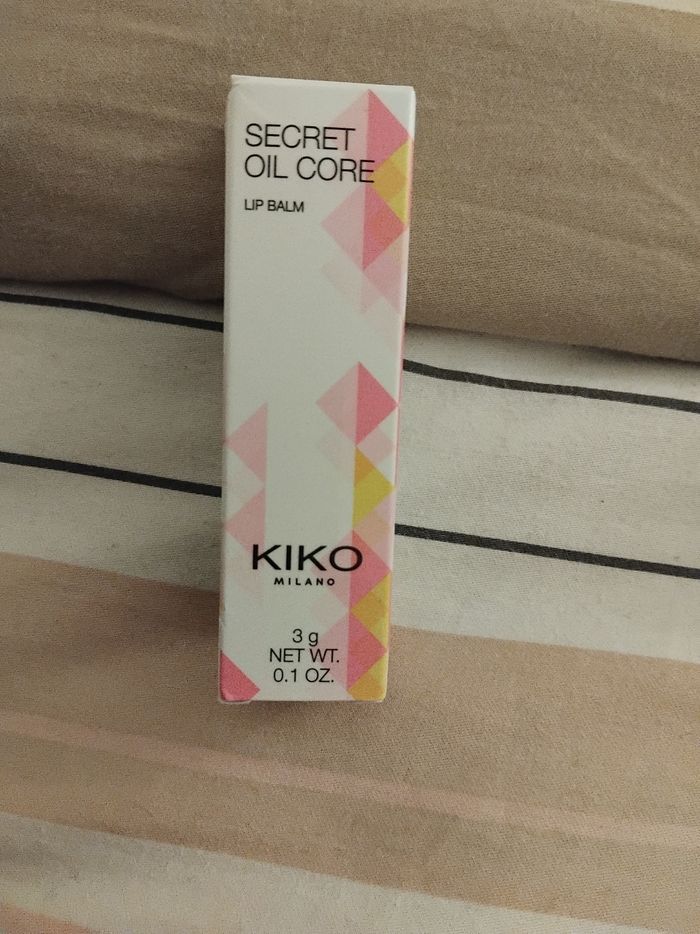 SECRET
OIL CORE
LIP BALM
KIKO
MILANO
3 g
NET WT.
0.1 OZ.